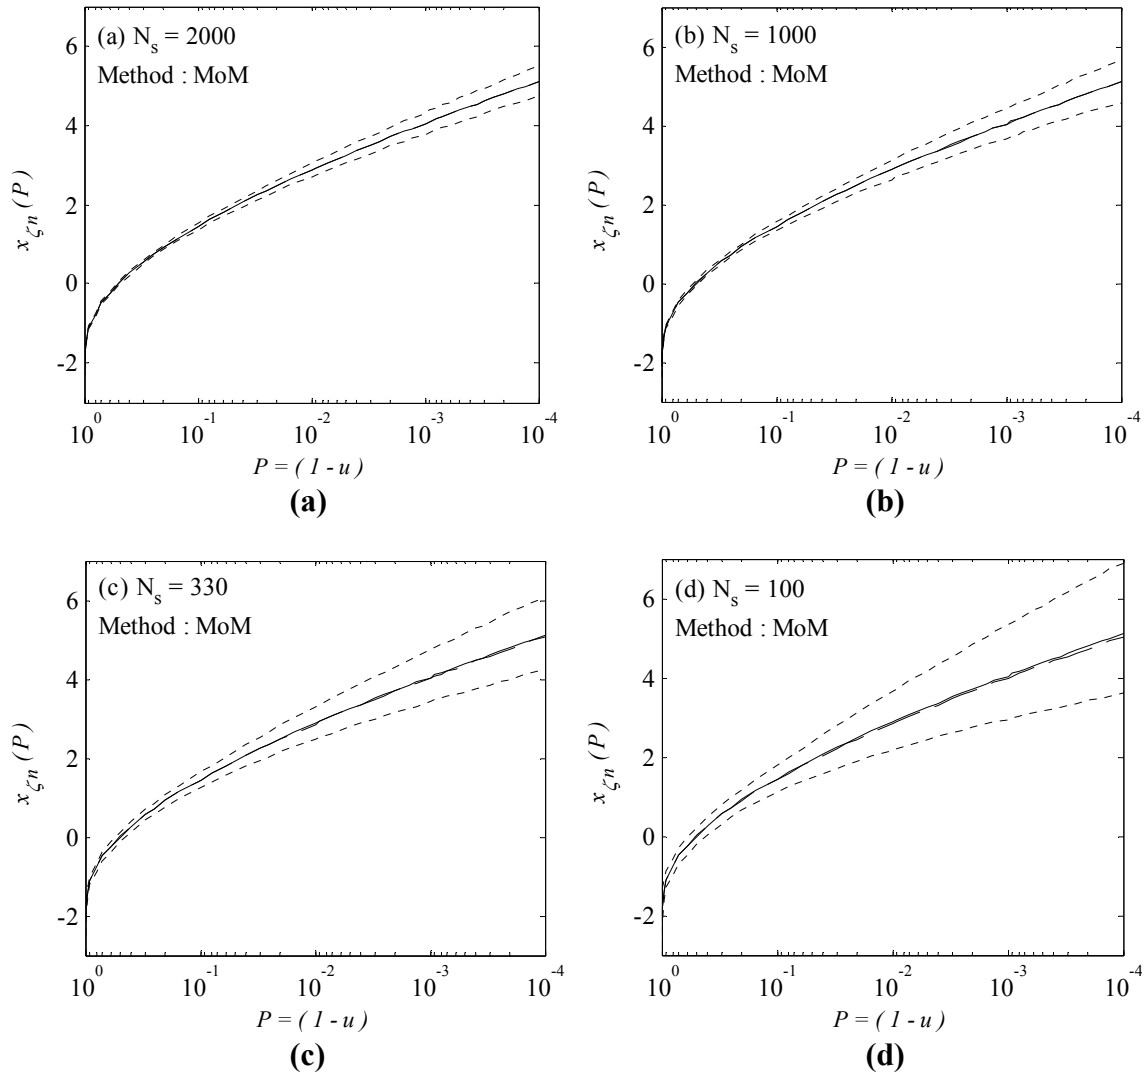 (a) N_s = 2000
Method : MoM
6
4
2
0
-2
x_ζn (P)
10^0 10^-1 10^-2 10^-3 10^-4
P = ( 1 - u )
(a)
(b) N_s = 1000
Method : MoM
6
4
2
0
-2
x_ζn (P)
10^0 10^-1 10^-2 10^-3 10^-4
P = ( 1 - u )
(b)
(c) N_s = 330
Method : MoM
6
4
2
0
-2
x_ζn (P)
10^0 10^-1 10^-2 10^-3 10^-4
P = ( 1 - u )
(c)
(d) N_s = 100
Method : MoM
6
4
2
0
-2
x_ζn (P)
10^0 10^-1 10^-2 10^-3 10^-4
P = ( 1 - u )
(d)